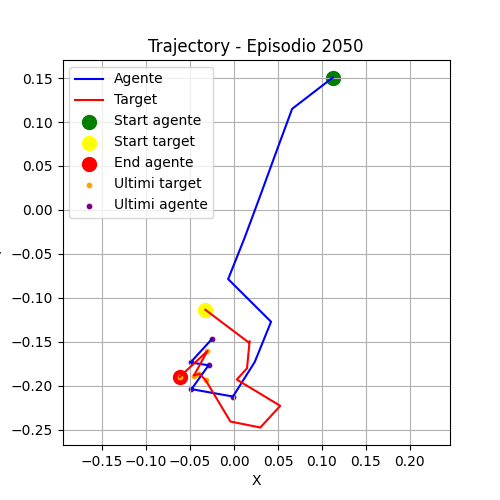 Trajectory - Episodio 2050
Agente
Target
Start agente
Start target
End agente
Ultimi target
Ultimi agente
0.15
0.10
0.05
0.00
−0.05
−0.10
−0.15
−0.20
−0.25
−0.15 −0.10 −0.05 0.00 0.05 0.10 0.15 0.20
X